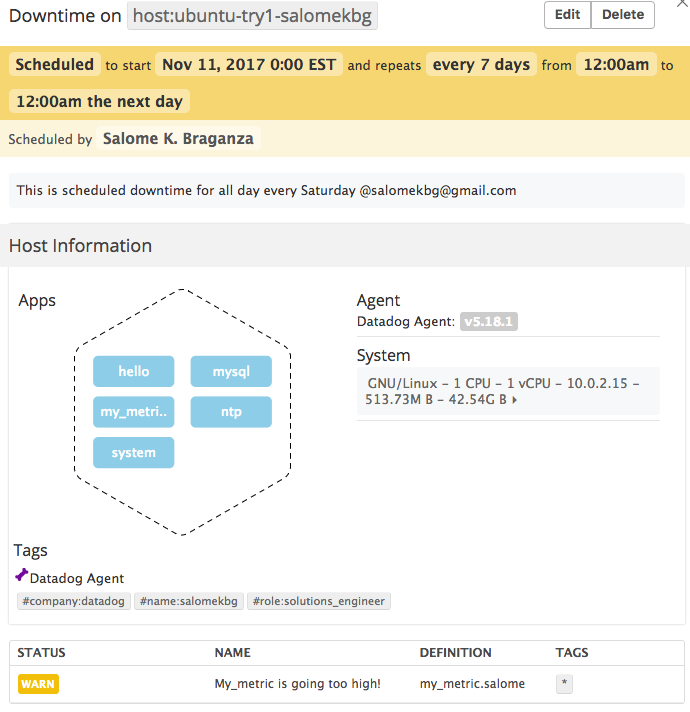 Downtime on host:ubuntu-try1-salomekbg
Edit Delete
Scheduled to start Nov 11, 2017 0:00 EST and repeats every 7 days from 12:00am to
12:00am the next day
Scheduled by Salome K. Braganza
This is scheduled downtime for all day every Saturday @salomekbg@gmail.com
Host Information
Apps
hello mysql
my_metri.. ntp
system
Agent
Datadog Agent: v5.18.1
System
GNU/Linux – 1 CPU – 1 vCPU – 10.0.2.15 –
513.73M B – 42.54G B
Tags
Datadog Agent
#company:datadog #name:salomekbg #role:solutions_engineer
STATUS NAME DEFINITION TAGS
WARN My_metric is going too high! my_metric.salome *